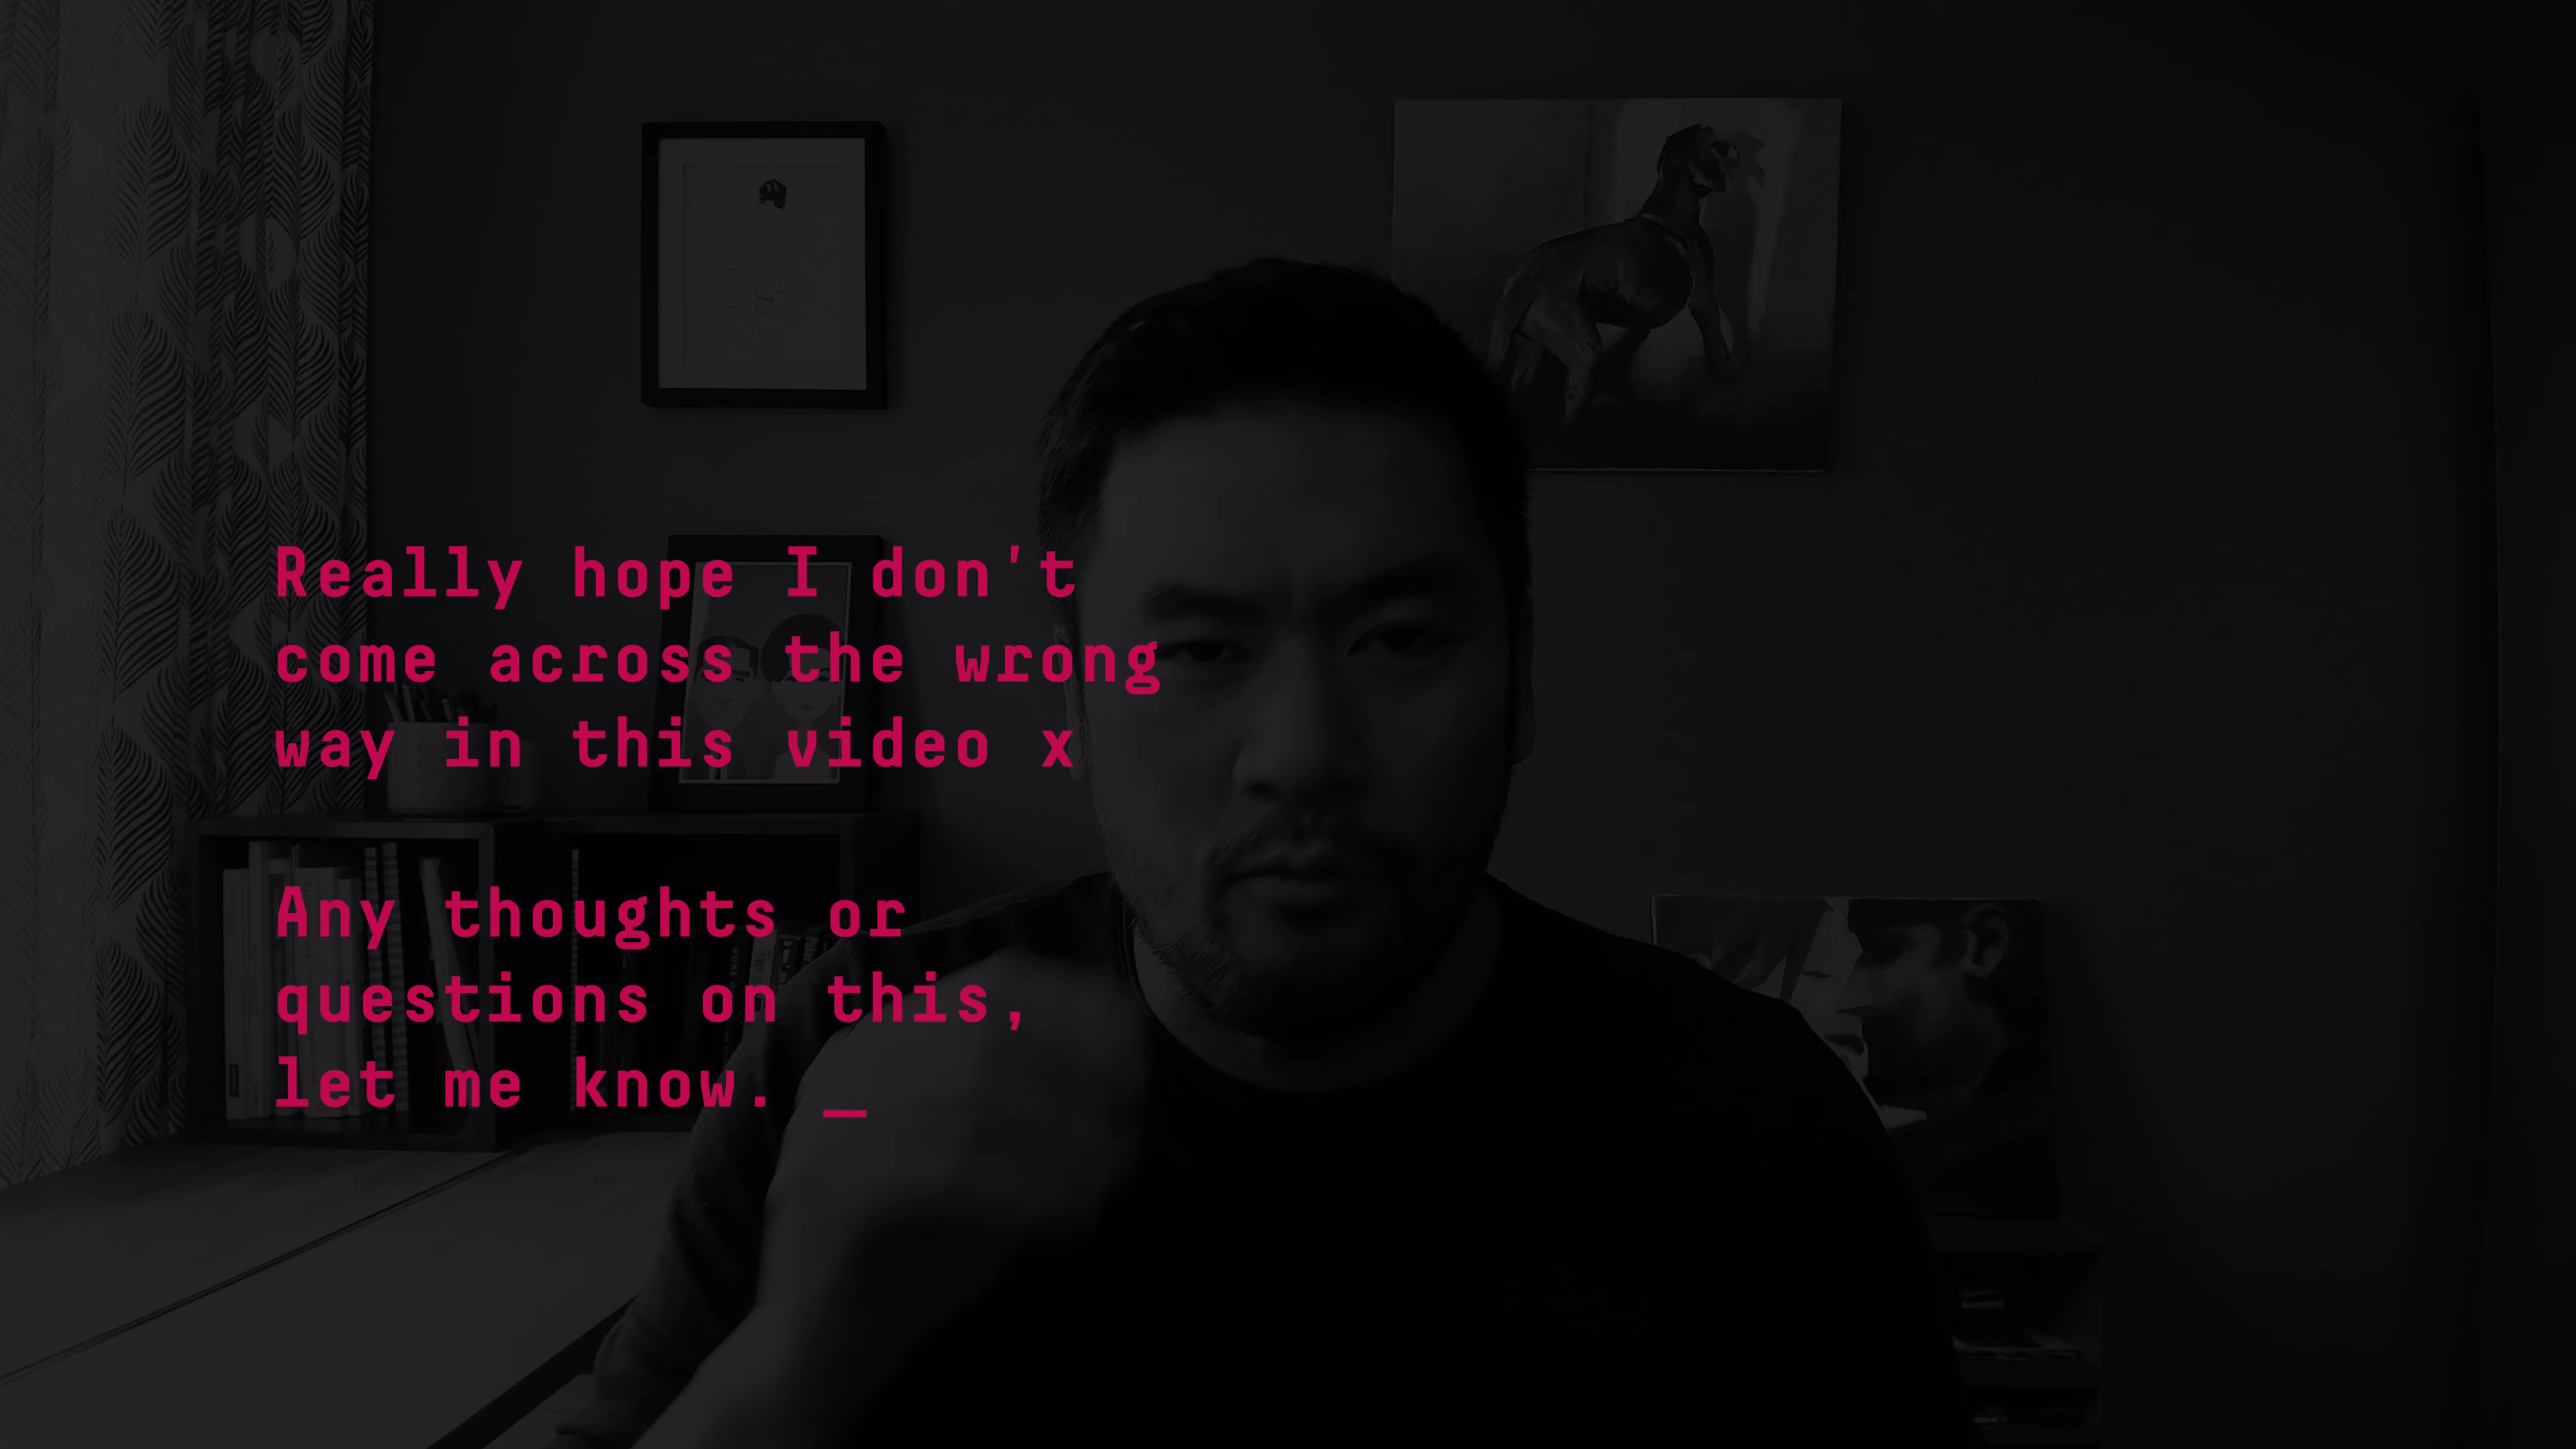 Really hope I don't
come across the wrong
way in this video x
Any thoughts or
questions on this,
let me know. _